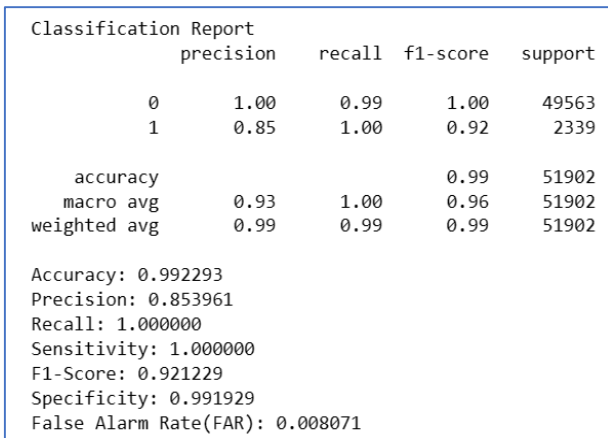 Classification Report
precision recall f1-score support
0 1.00 0.99 1.00 49563
1 0.85 1.00 0.92 2339
accuracy 0.99 51902
macro avg 0.93 1.00 0.96 51902
weighted avg 0.99 0.99 0.99 51902
Accuracy: 0.992293
Precision: 0.853961
Recall: 1.000000
Sensitivity: 1.000000
F1-Score: 0.921229
Specificity: 0.991929
False Alarm Rate(FAR): 0.008071